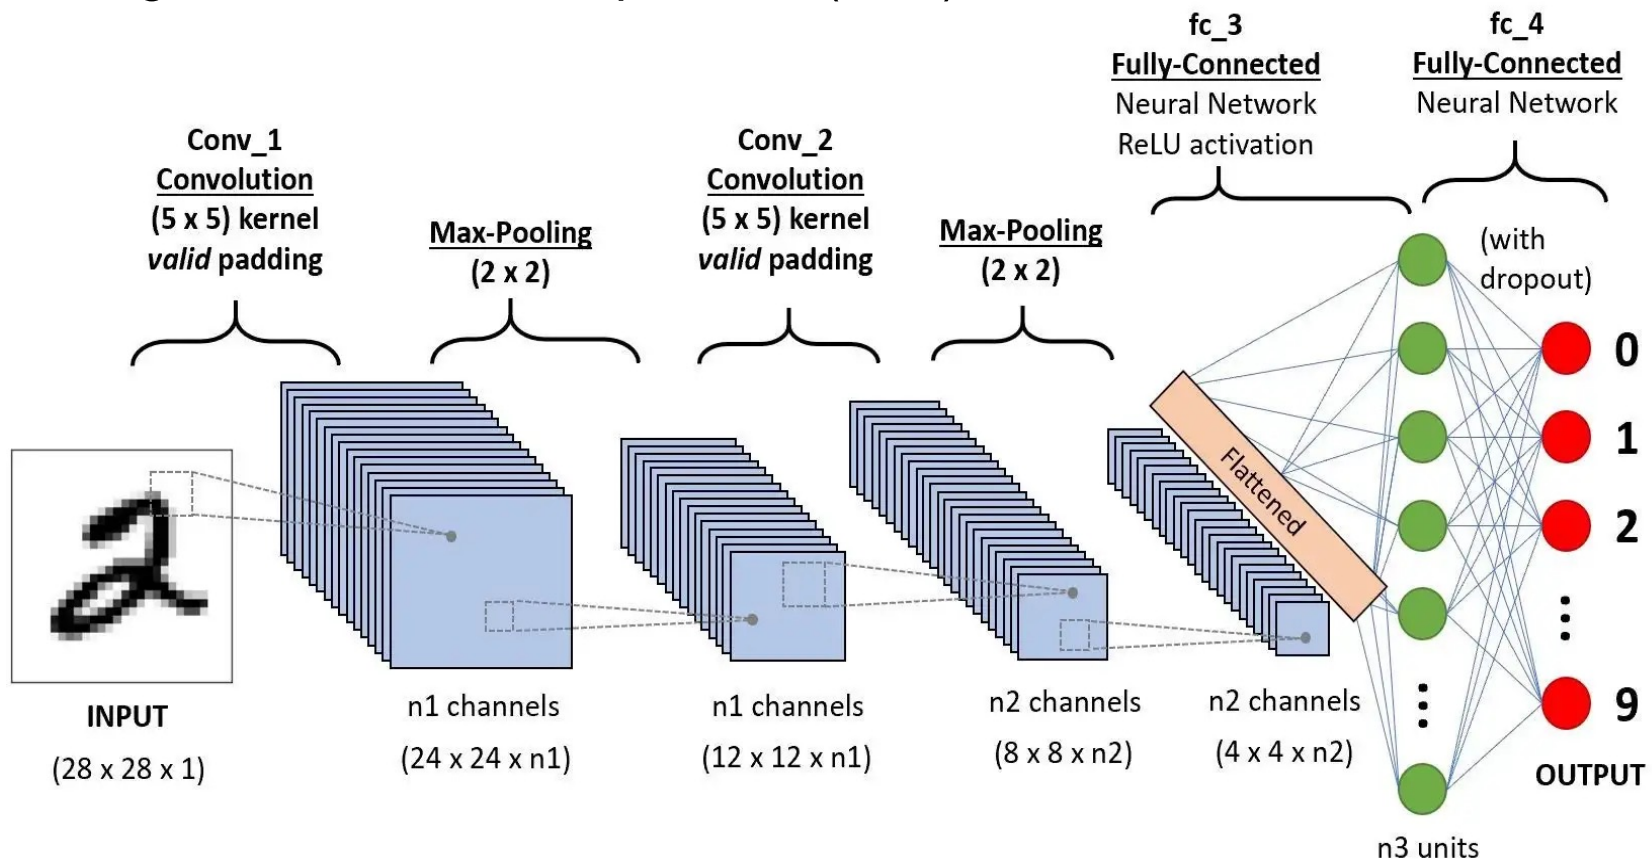 Conv_1
Convolution
(5 x 5) kernel
valid padding
Max-Pooling
(2 x 2)
Conv_2
Convolution
(5 x 5) kernel
valid padding
Max-Pooling
(2 x 2)
fc_3
Fully-Connected
Neural Network
ReLU activation
fc_4
Fully-Connected
Neural Network
(with
dropout)
Flattened
0
1
2
9
OUTPUT
INPUT
(28 x 28 x 1)
n1 channels
(24 x 24 x n1)
n1 channels
(12 x 12 x n1)
n2 channels
(8 x 8 x n2)
n2 channels
(4 x 4 x n2)
n3 units